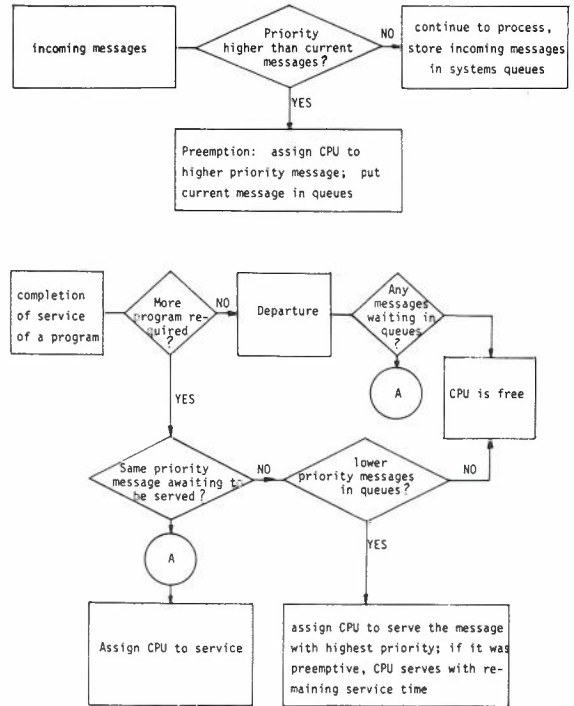 incoming messages
Priority
higher than current
messages?
NO
continue to process,
store incoming messages
in systems queues
YES
Preemption: assign CPU to
higher priority message; put
current message in queues
completion
of service
of a program
More
program re-
quired
?
NO
Departure
Any
messages
waiting in
queues
?
A
CPU is free
YES
Same priority
message awaiting to
be served?
NO
lower
priority messages
in queues?
NO
A
YES
Assign CPU to service
assign CPU to serve the message
with highest priority; if it was
preemptive, CPU serves with re-
maining service time